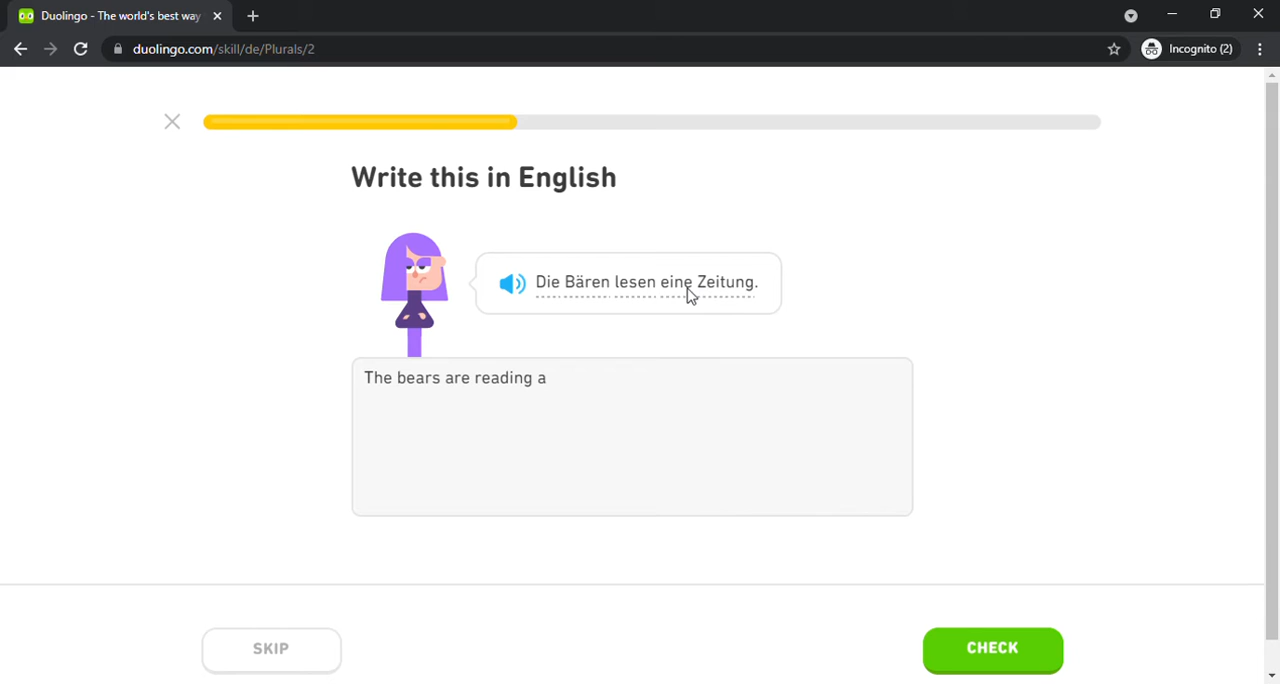 Duolingo - The world's best way
duolingo.com/skill/de/Plurals/2
Incognito (2)
Write this in English
Die Bären lesen eine Zeitung.
The bears are reading a
SKIP
CHECK